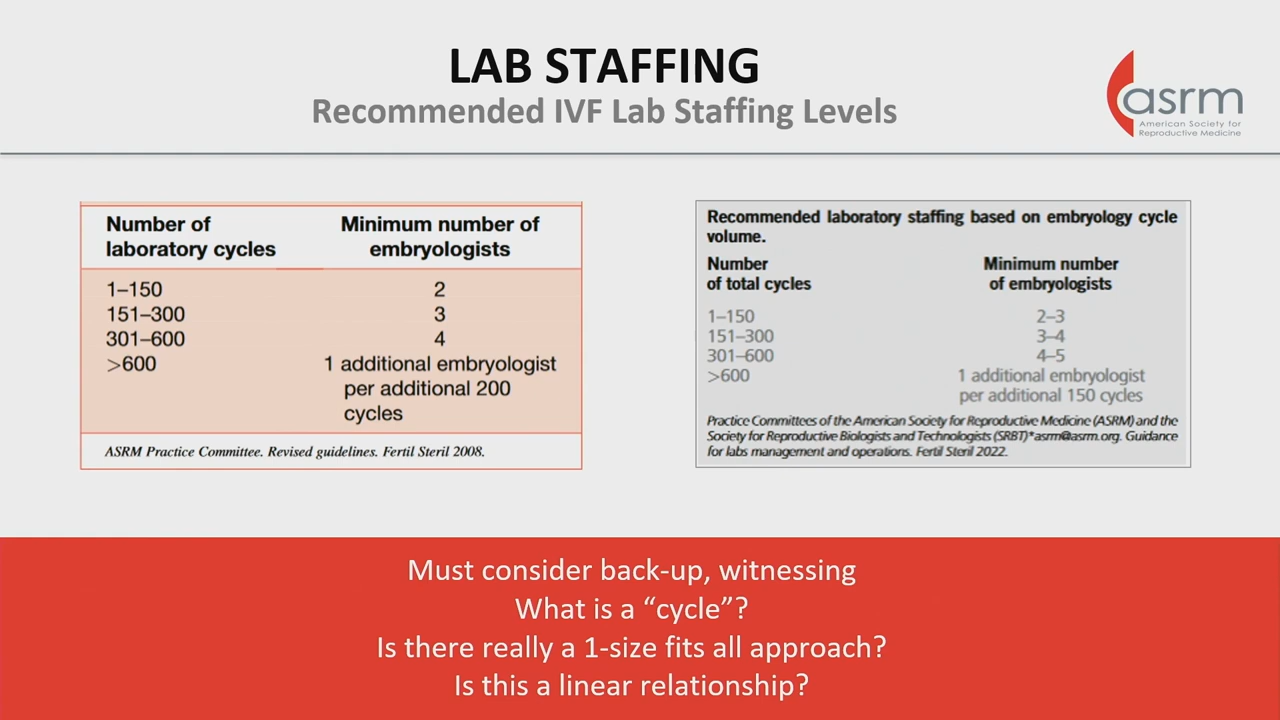 LAB STAFFING
Recommended IVF Lab Staffing Levels
asrm
American Society for
Reproductive Medicine
Number of
laboratory cycles
Minimum number of
embryologists
1–150 2
151–300 3
301–600 4
>600 1 additional embryologist
per additional 200
cycles
ASRM Practice Committee. Revised guidelines. Fertil Steril 2008.
Recommended laboratory staffing based on embryology cycle
volume.
Number
of total cycles
Minimum number
of embryologists
1–150 2–3
151–300 3–4
301–600 4–5
>600 1 additional embryologist
per additional 150 cycles
Practice Committees of the American Society for Reproductive Medicine (ASRM) and the
Society for Reproductive Biologists and Technologists (SRBT)*asrm@asrm.org. Guidance
for labs management and operations. Fertil Steril 2022.
Must consider back-up, witnessing
What is a “cycle”?
Is there really a 1-size fits all approach?
Is this a linear relationship?